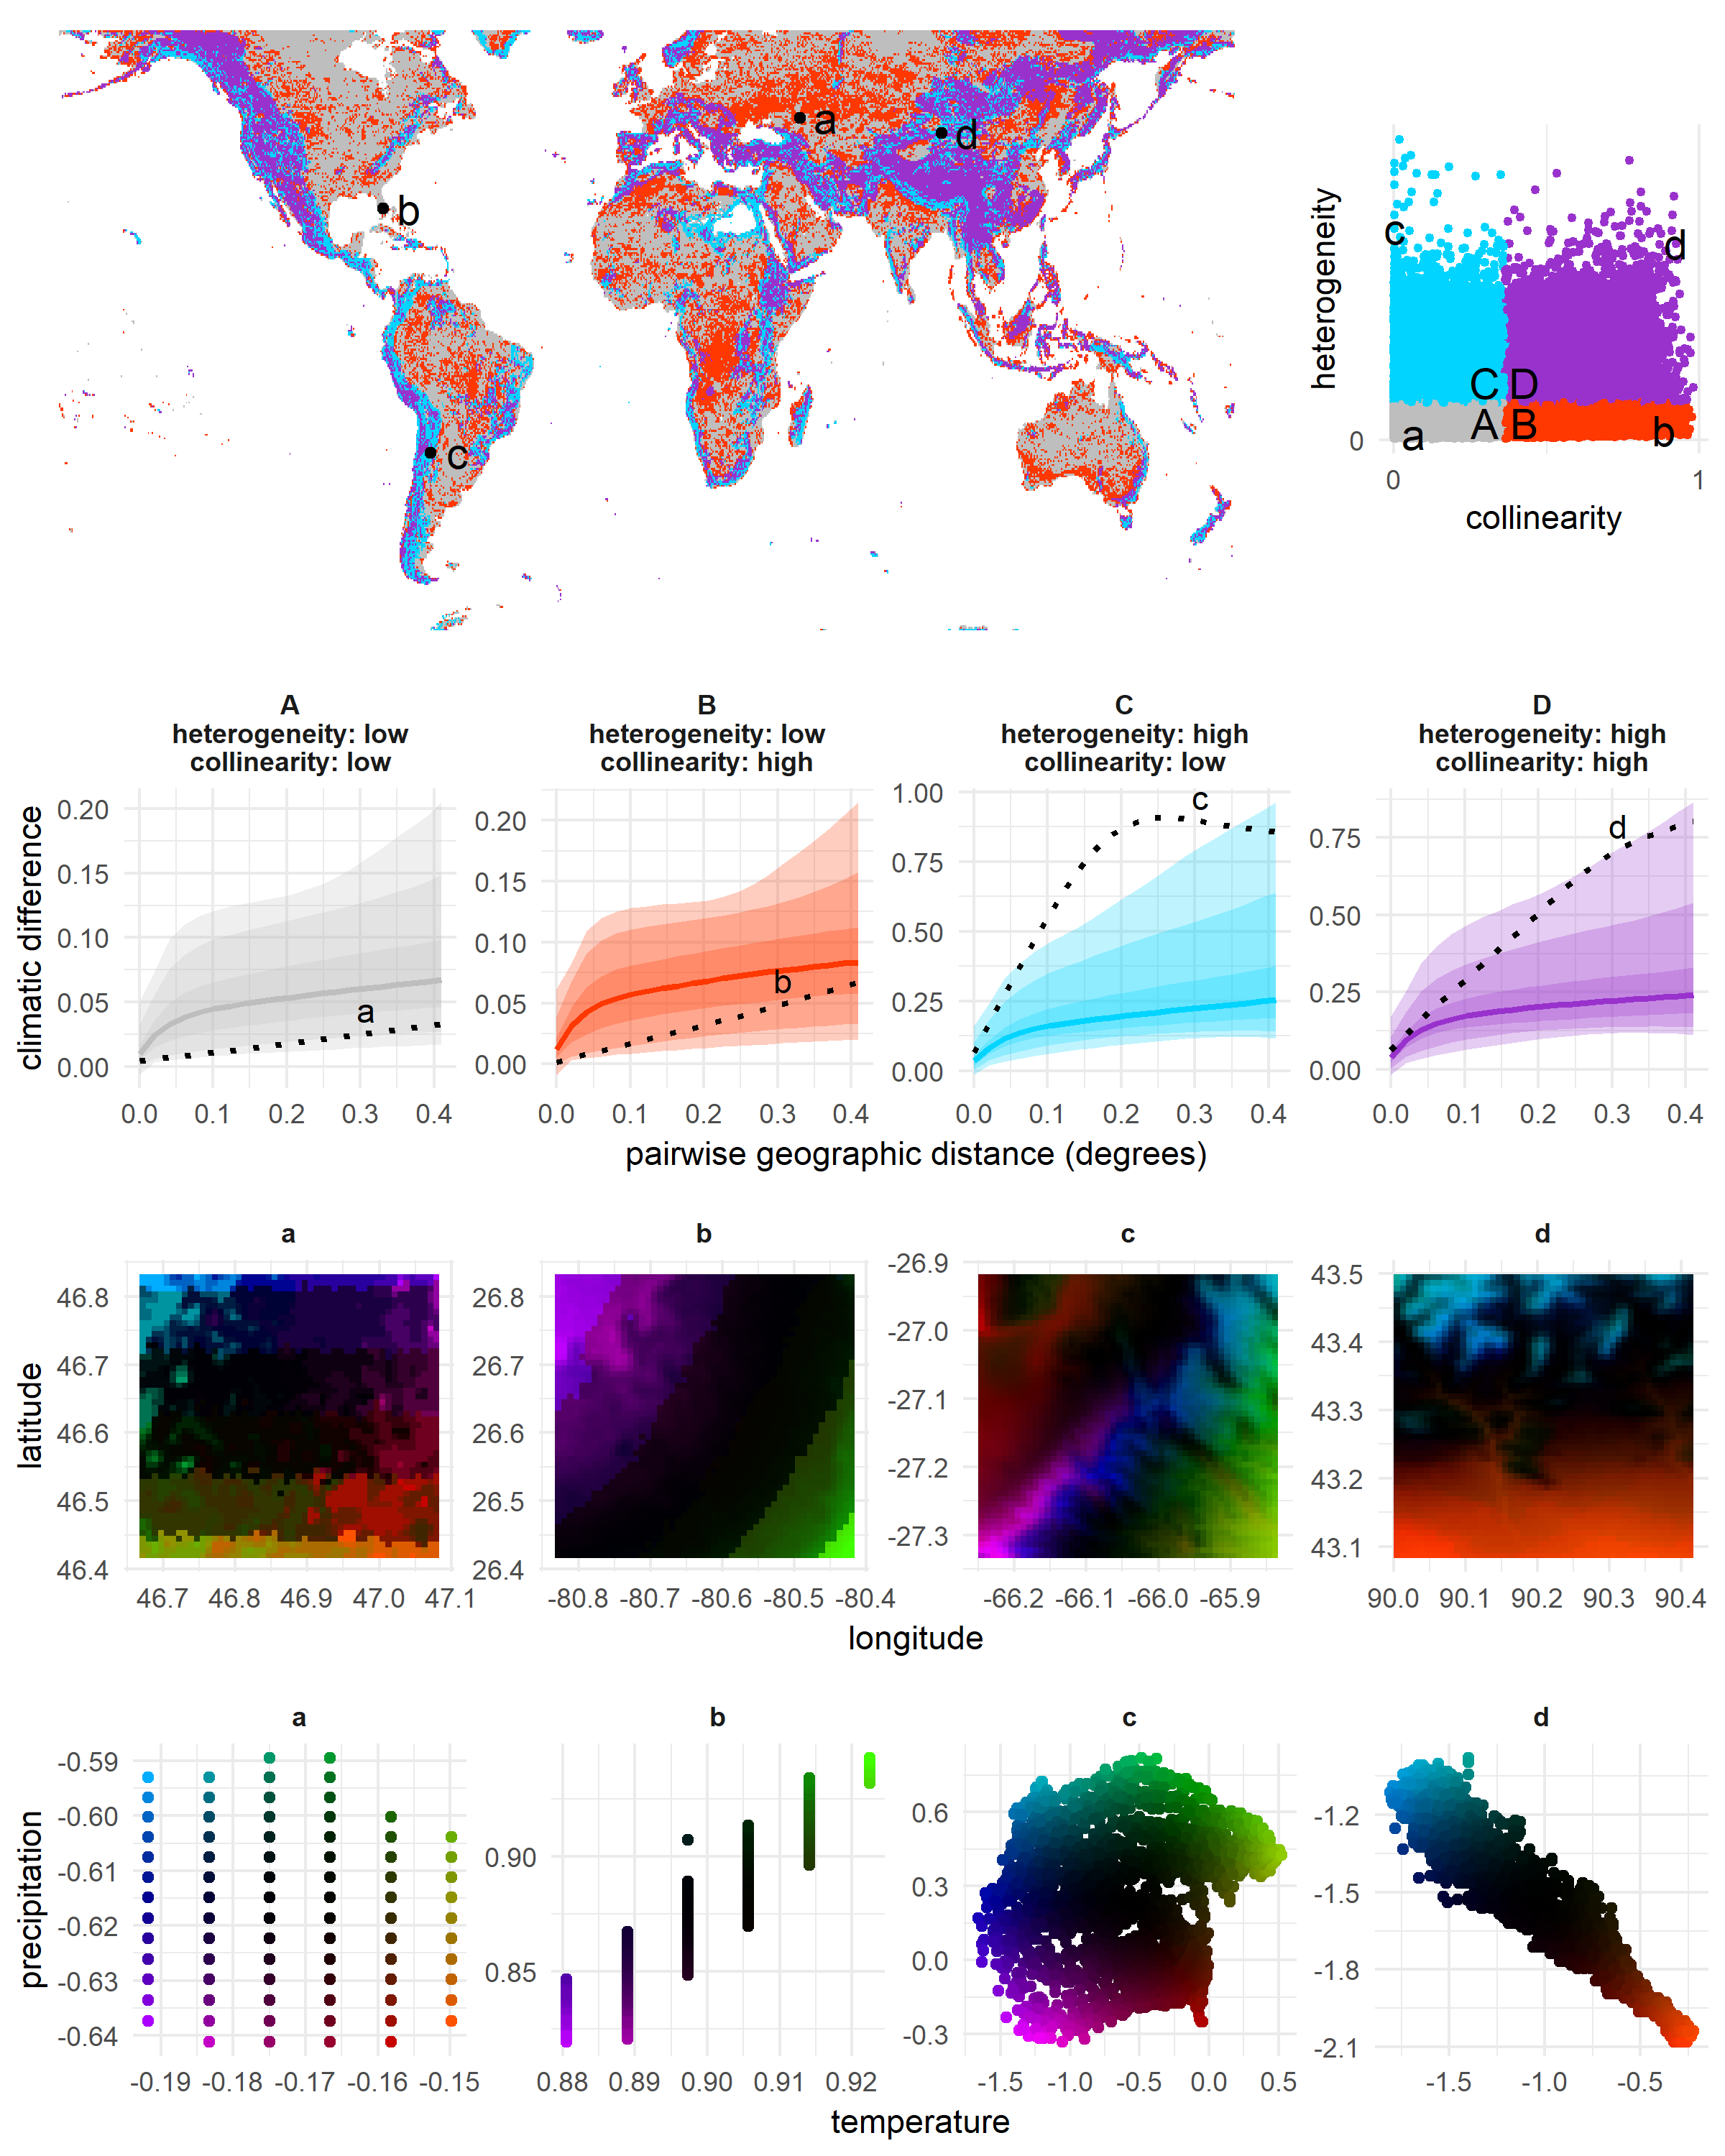 a
d
b
c
heterogeneity
c
d
C D
A B
a
b
0
0
1
collinearity
A
heterogeneity: low
collinearity: low
B
heterogeneity: low
collinearity: high
C
heterogeneity: high
collinearity: low
D
heterogeneity: high
collinearity: high
climatic difference
0.20
0.15
0.10
0.05
0.00
a
0.0 0.1 0.2 0.3 0.4
0.20
0.15
0.10
0.05
0.00
b
0.0 0.1 0.2 0.3 0.4
1.00
0.75
0.50
0.25
0.00
c
0.0 0.1 0.2 0.3 0.4
0.75
0.50
0.25
0.00
d
0.0 0.1 0.2 0.3 0.4
pairwise geographic distance (degrees)
latitude
a
46.8
46.7
46.6
46.5
46.4
46.7 46.8 46.9 47.0 47.1
b
26.8
26.7
26.6
26.5
26.4
-80.8 -80.7 -80.6 -80.5 -80.4
c
-26.9
-27.0
-27.1
-27.2
-27.3
-66.2 -66.1 -66.0 -65.9
d
43.5
43.4
43.3
43.2
43.1
90.0 90.1 90.2 90.3 90.4
longitude
precipitation
a
-0.59
-0.60
-0.61
-0.62
-0.63
-0.64
-0.19 -0.18 -0.17 -0.16 -0.15
b
0.90
0.85
0.88 0.89 0.90 0.91 0.92
c
0.6
0.3
0.0
-0.3
-1.5 -1.0 -0.5 0.0 0.5
d
-1.2
-1.5
-1.8
-2.1
-1.5 -1.0 -0.5
temperature